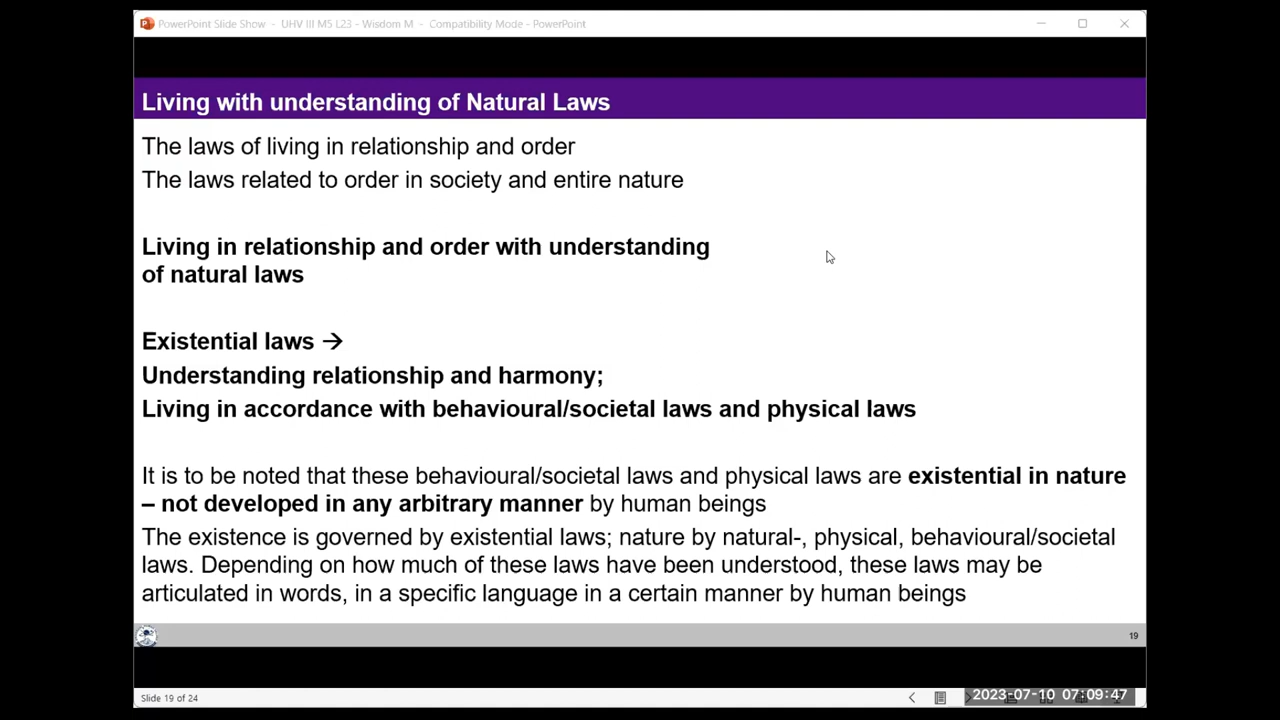 PowerPoint Slide Show - UHV III M5 L23 - Wisdom M - Compatibility Mode - PowerPoint
Living with understanding of Natural Laws
The laws of living in relationship and order
The laws related to order in society and entire nature
Living in relationship and order with understanding
of natural laws
Existential laws →
Understanding relationship and harmony;
Living in accordance with behavioural/societal laws and physical laws
It is to be noted that these behavioural/societal laws and physical laws are existential in nature
– not developed in any arbitrary manner by human beings
The existence is governed by existential laws; nature by natural-, physical, behavioural/societal
laws. Depending on how much of these laws have been understood, these laws may be
articulated in words, in a specific language in a certain manner by human beings
19
Slide 19 of 24
2023-07-10 07:09:47